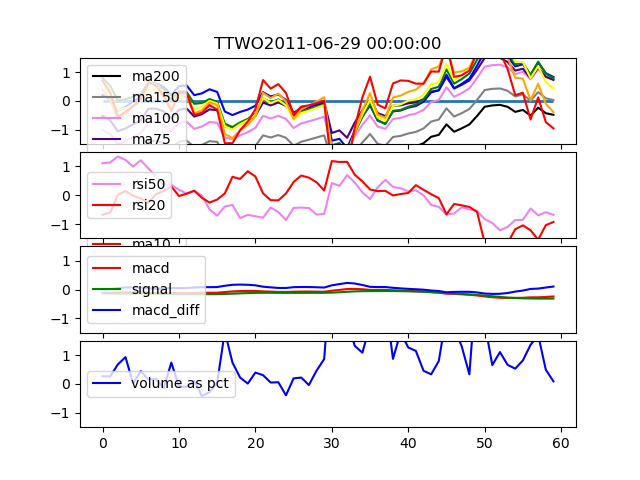 TTWO2011-06-29 00:00:00
1
0
−1
ma200
ma150
ma100
ma75
1
0
−1
rsi50
rsi20
ma10
1
0
−1
macd
signal
macd_diff
1
0
−1
volume as pct
0 10 20 30 40 50 60